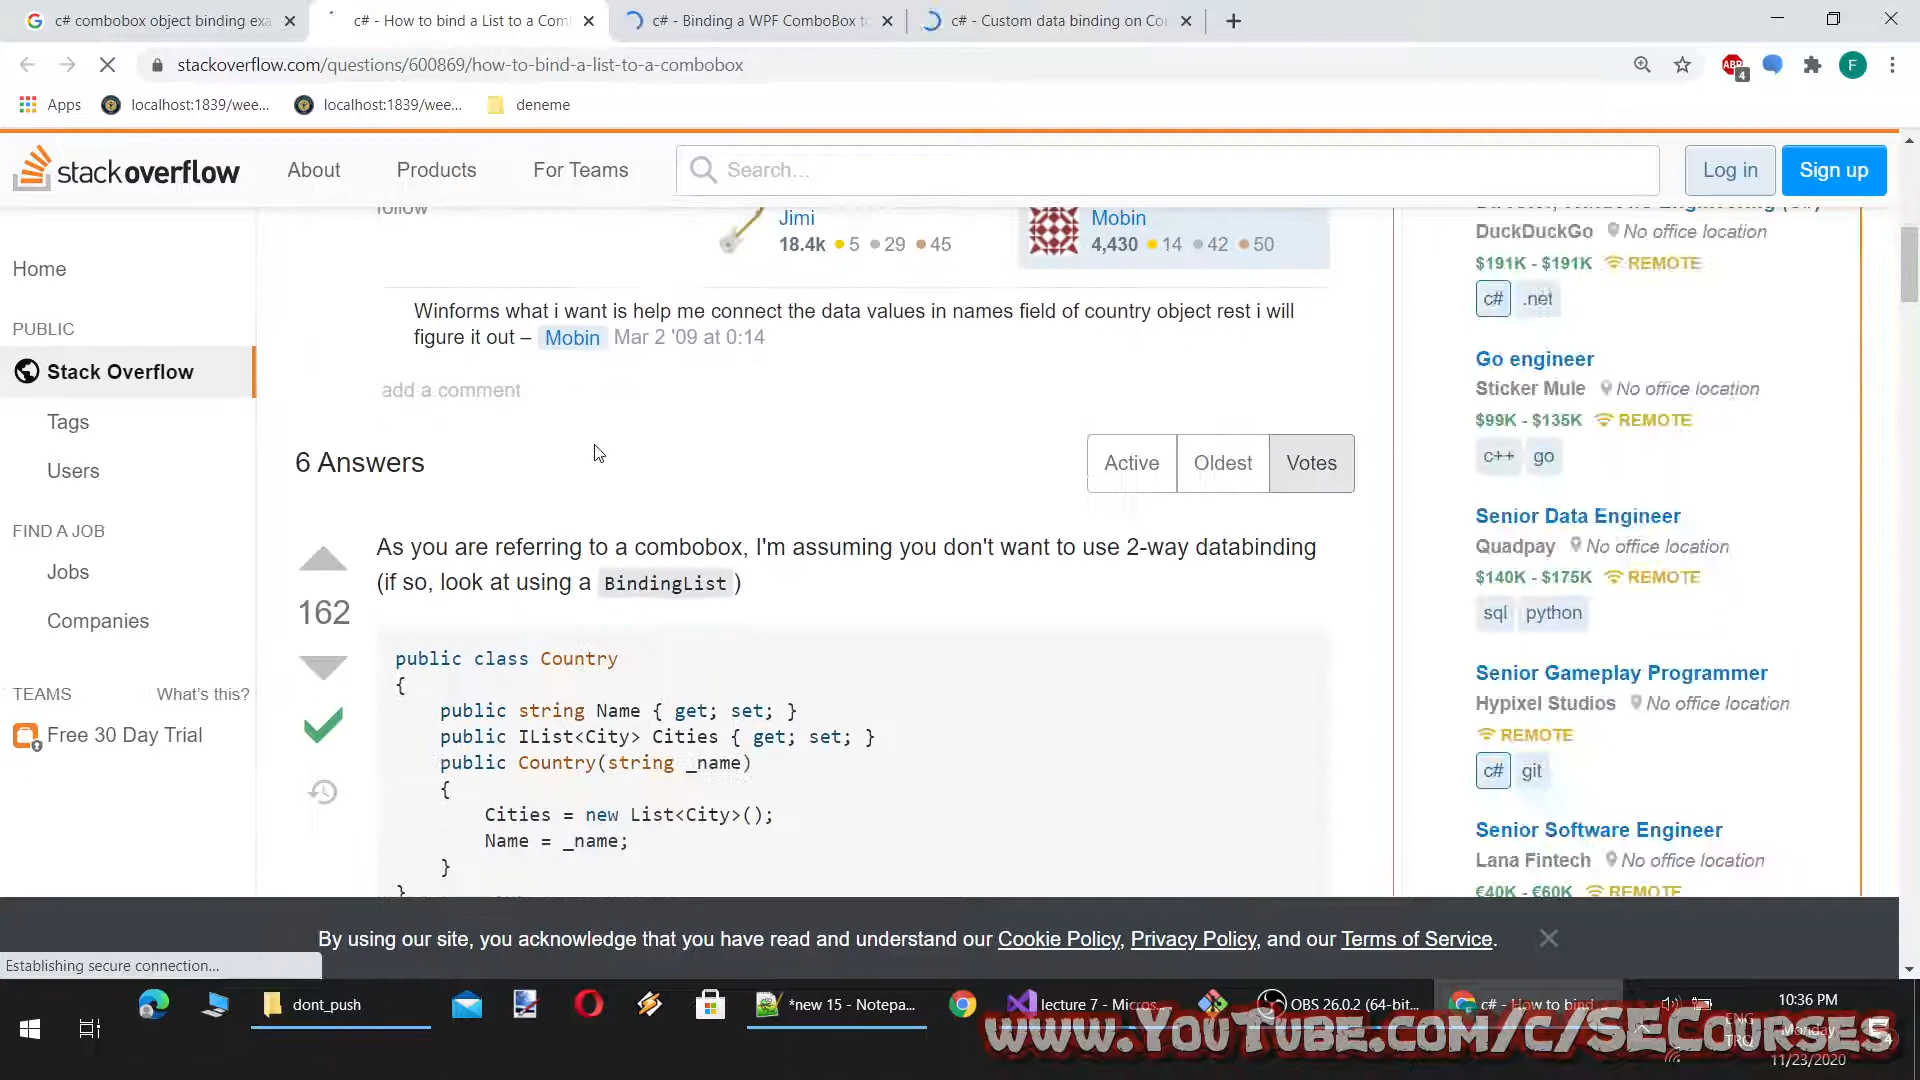 c# combobox object binding exa
c# - How to bind a List to a Com
c# - Binding a WPF ComboBox to
c# - Custom data binding on Co
stackoverflow.com/questions/600869/how-to-bind-a-list-to-a-combobox
ABP
4
F
Apps
localhost:1839/wee...
localhost:1839/wee...
deneme
stackoverflow
About
Products
For Teams
Search...
Log in
Sign up
follow
Jimi
18.4k 5 29 45
Mobin
4,430 14 42 50
Winforms what i want is help me connect the data values in names field of country object rest i will
figure it out – Mobin Mar 2 '09 at 0:14
add a comment
6 Answers
Active
Oldest
Votes
As you are referring to a combobox, I'm assuming you don't want to use 2-way databinding
(if so, look at using a BindingList)
162
public class Country
{
public string Name { get; set; }
public IList<City> Cities { get; set; }
public Country(string _name)
{
Cities = new List<City>();
Name = _name;
}
}
Home
PUBLIC
Stack Overflow
Tags
Users
FIND A JOB
Jobs
Companies
TEAMS What's this?
Free 30 Day Trial
DuckDuckGo No office location
$191K - $191K REMOTE
c# .net
Go engineer
Sticker Mule No office location
$99K - $135K REMOTE
c++ go
Senior Data Engineer
Quadpay No office location
$140K - $175K REMOTE
sql python
Senior Gameplay Programmer
Hypixel Studios No office location
REMOTE
c# git
Senior Software Engineer
Lana Fintech No office location
€40K - €60K REMOTE
By using our site, you acknowledge that you have read and understand our Cookie Policy, Privacy Policy, and our Terms of Service.
Establishing secure connection...
dont_push
*new 15 - Notepa...
lecture 7 - Micros...
OBS 26.0.2 (64-bit...
c# - How to bind
10:36 PM
ENG
Monday
TRQ
11/23/2020
4
www.YouTube.com/c/SECourses